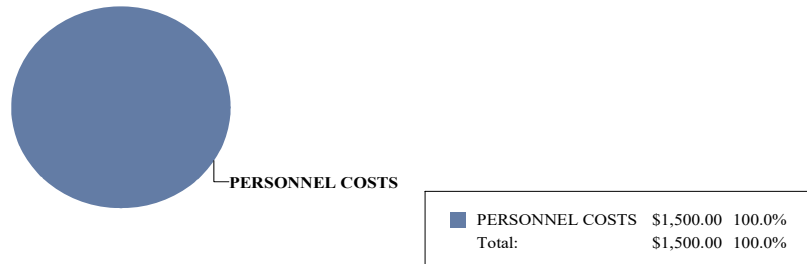 PERSONNEL COSTS
PERSONNEL COSTS $1,500.00 100.0%
Total: $1,500.00 100.0%